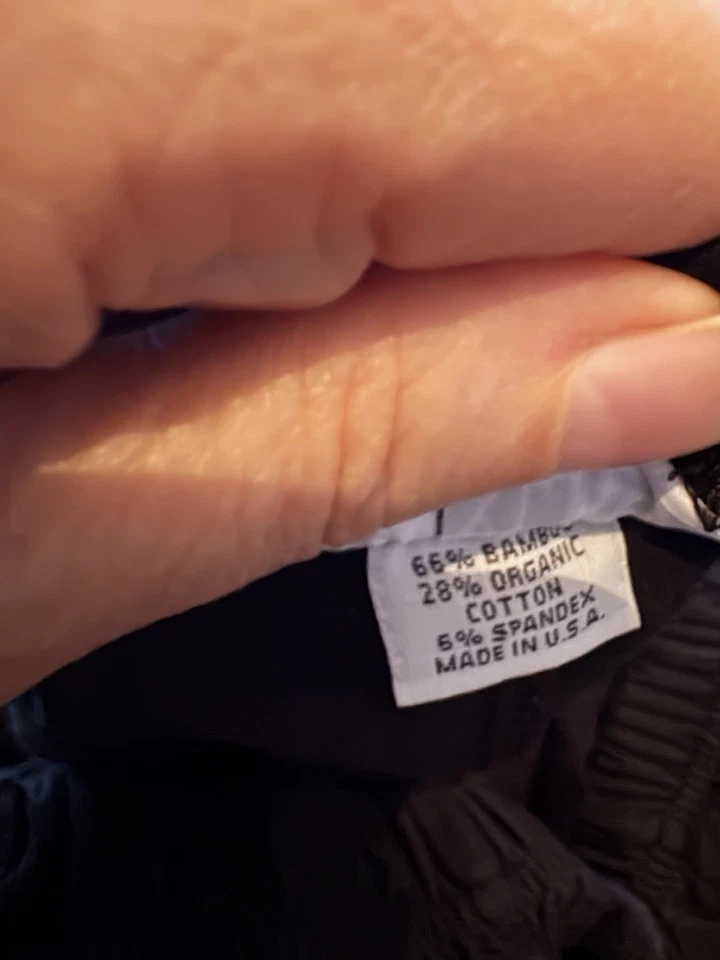 66% BAMBOO
28% ORGANIC
COTTON
6% SPANDEX
MADE IN U.S.A.